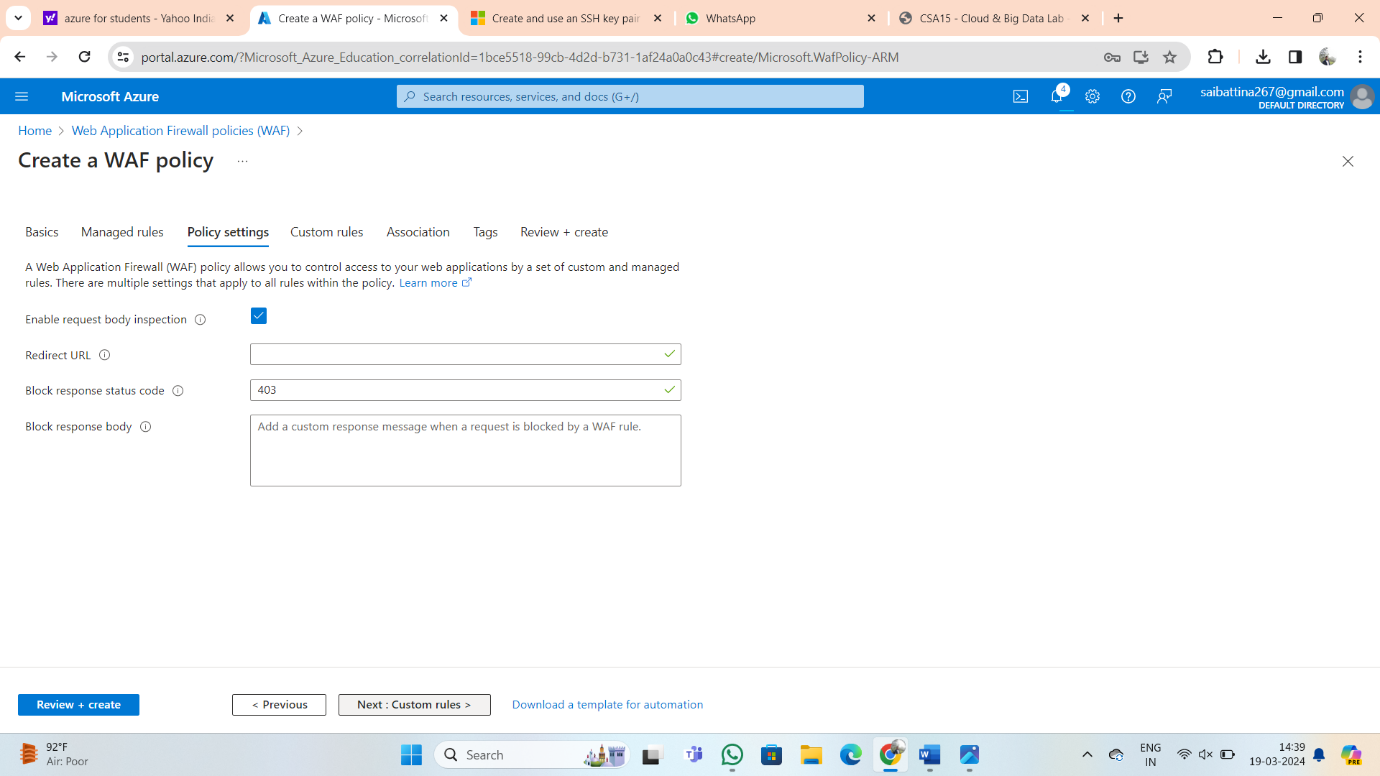 azure for students - Yahoo Indi
Create a WAF policy - Microsoft
Create and use an SSH key pair
WhatsApp
CSA15 - Cloud & Big Data Lab
portal.azure.com/?Microsoft_Azure_Education_correlationId=1bce5518-99cb-4d2d-b731-1af24a0a0c43#create/Microsoft.WafPolicy-ARM
Microsoft Azure
Search resources, services, and docs (G+/)
4
saibattina267@gmail.com
DEFAULT DIRECTORY
Home > Web Application Firewall policies (WAF) >
Create a WAF policy ...
Basics Managed rules Policy settings Custom rules Association Tags Review + create
A Web Application Firewall (WAF) policy allows you to control access to your web applications by a set of custom and managed
rules. There are multiple settings that apply to all rules within the policy. Learn more
Enable request body inspection
Redirect URL
Block response status code 403
Block response body Add a custom response message when a request is blocked by a WAF rule.
Review + create < Previous Next : Custom rules > Download a template for automation
92°F
Air: Poor
Search
ENG
IN
14:39
19-03-2024
PRE